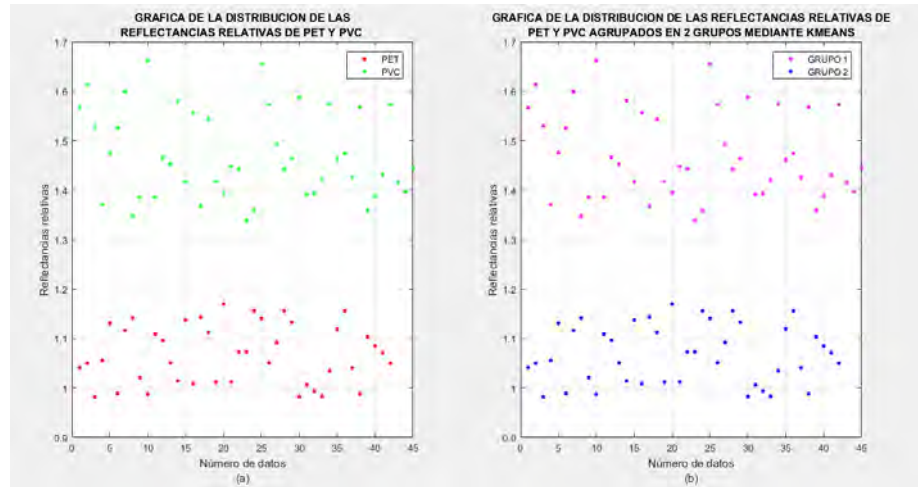 GRAFICA DE LA DISTRIBUCION DE LAS
REFLECTANCIAS RELATIVAS DE PET Y PVC
1.7
1.6
1.5
1.4
1.3
1.2
1.1
1
0.9
Reflectancias relativas
PET
PVC
0 5 10 15 20 25 30 35 40 45
Número de datos
(a)
GRAFICA DE LA DISTRIBUCION DE LAS REFLECTANCIAS RELATIVAS DE
PET Y PVC AGRUPADOS EN 2 GRUPOS MEDIANTE KMEANS
1.7
1.6
1.5
1.4
1.3
1.2
1.1
1
0.9
Reflectancias relativas
GRUPO 1
GRUPO 2
0 5 10 15 20 25 30 35 40 45
Número de datos
(b)